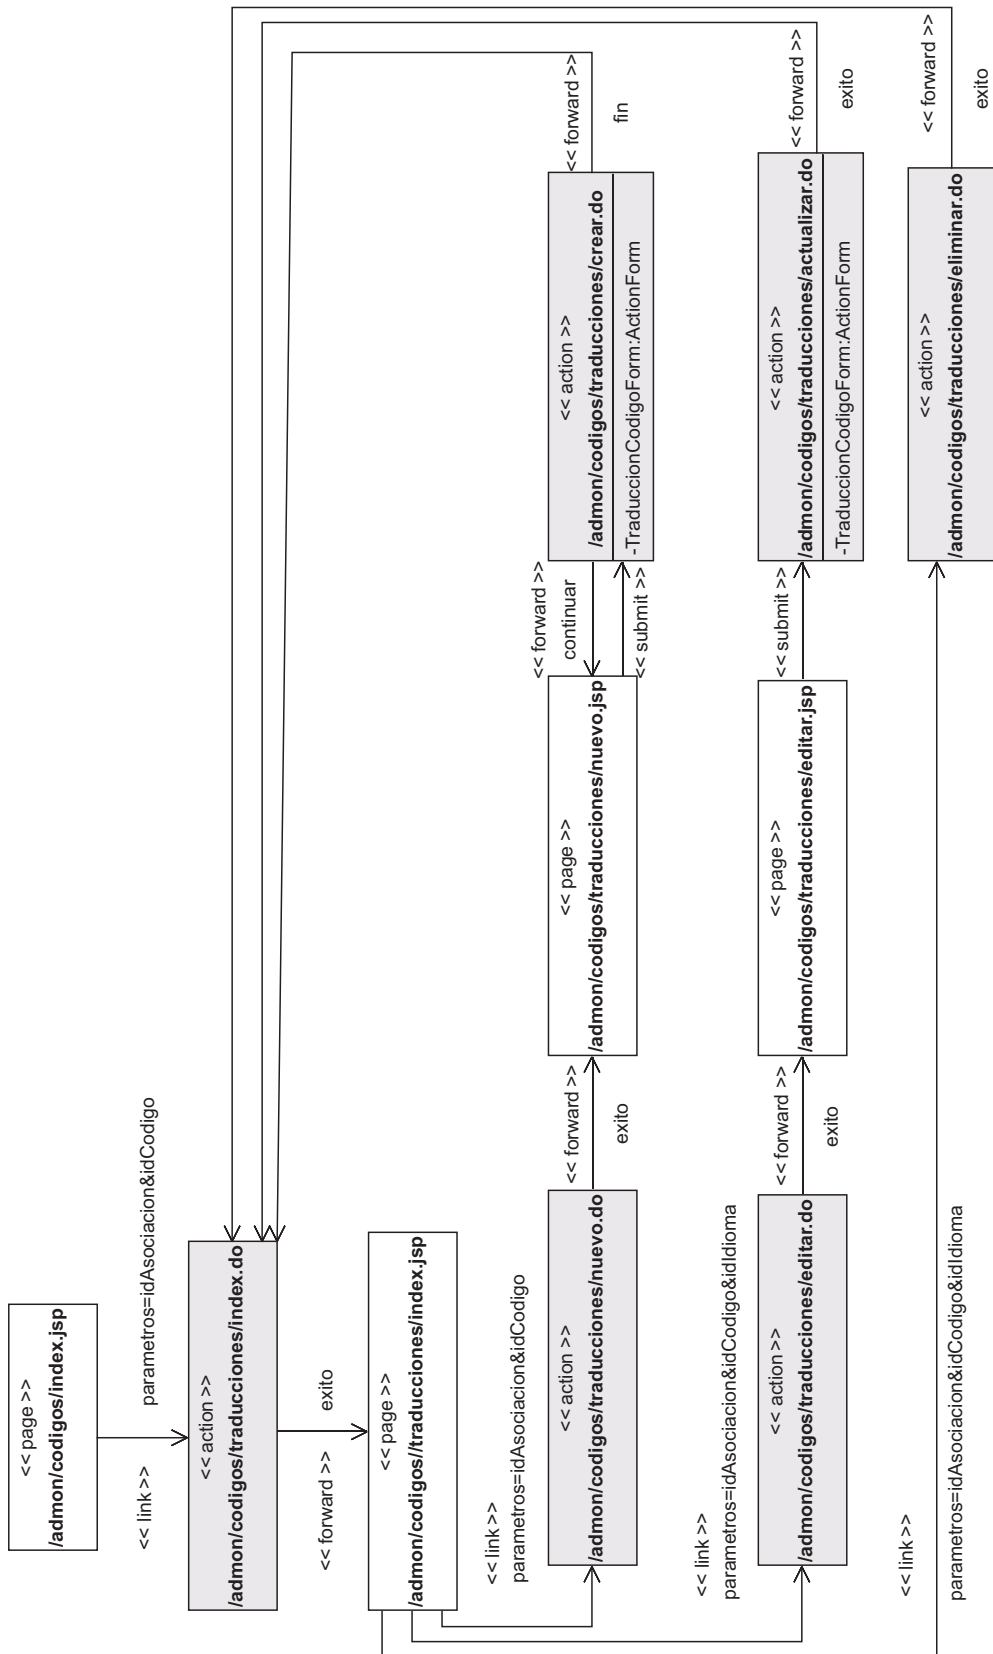 << page >>
/admon/codigos/index.jsp
<< link >>
parametros=idAsociacion&idCodigo
<< action >>
/admon/codigos/traducciones/index.do
<< forward >>
exito
<< page >>
/admon/codigos//traducciones/index.jsp
<< link >>
parametros=idAsociacion&idCodigo
<< action >>
/admon/codigos/traducciones/nuevo.do
<< forward >>
exito
<< page >>
/admon/codigos/traducciones/nuevo.jsp
<< forward >>
continuar
<< submit >>
<< action >>
/admon/codigos/traducciones/crear.do
-TraduccionCodigoForm:ActionForm
<< forward >>
fin
<< link >>
parametros=idAsociacion&idCodigo&idIdioma
<< action >>
/admon/codigos/traducciones/editar.do
<< forward >>
exito
<< page >>
/admon/codigos/traducciones/editar.jsp
<< submit >>
<< action >>
/admon/codigos/traducciones/actualizar.do
-TraduccionCodigoForm:ActionForm
<< forward >>
exito
<< link >>
parametros=idAsociacion&idCodigo&idIdioma
<< action >>
/admon/codigos/traducciones/eliminar.do
<< forward >>
exito